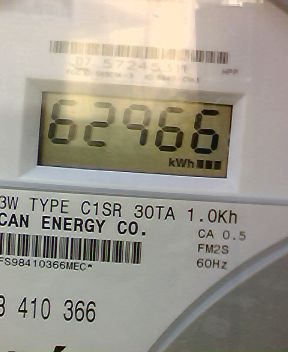 62966
kWh
3W TYPE C1SR 30TA 1.0Kh
CAN ENERGY CO.
CA 0.5
FM2S
FS98410366MEC*
60Hz
8 410 366